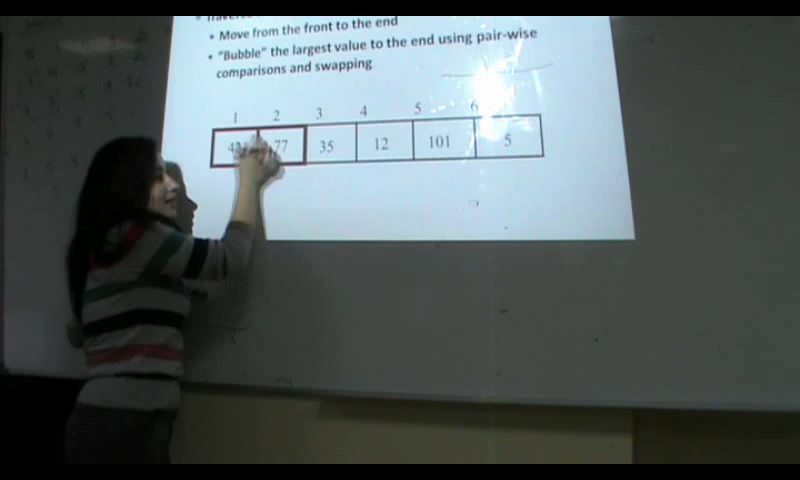 • Move from the front to the end
• “Bubble” the largest value to the end using pair-wise
comparisons and swapping
1 2 3 4 5 6
77 35 12 101 5